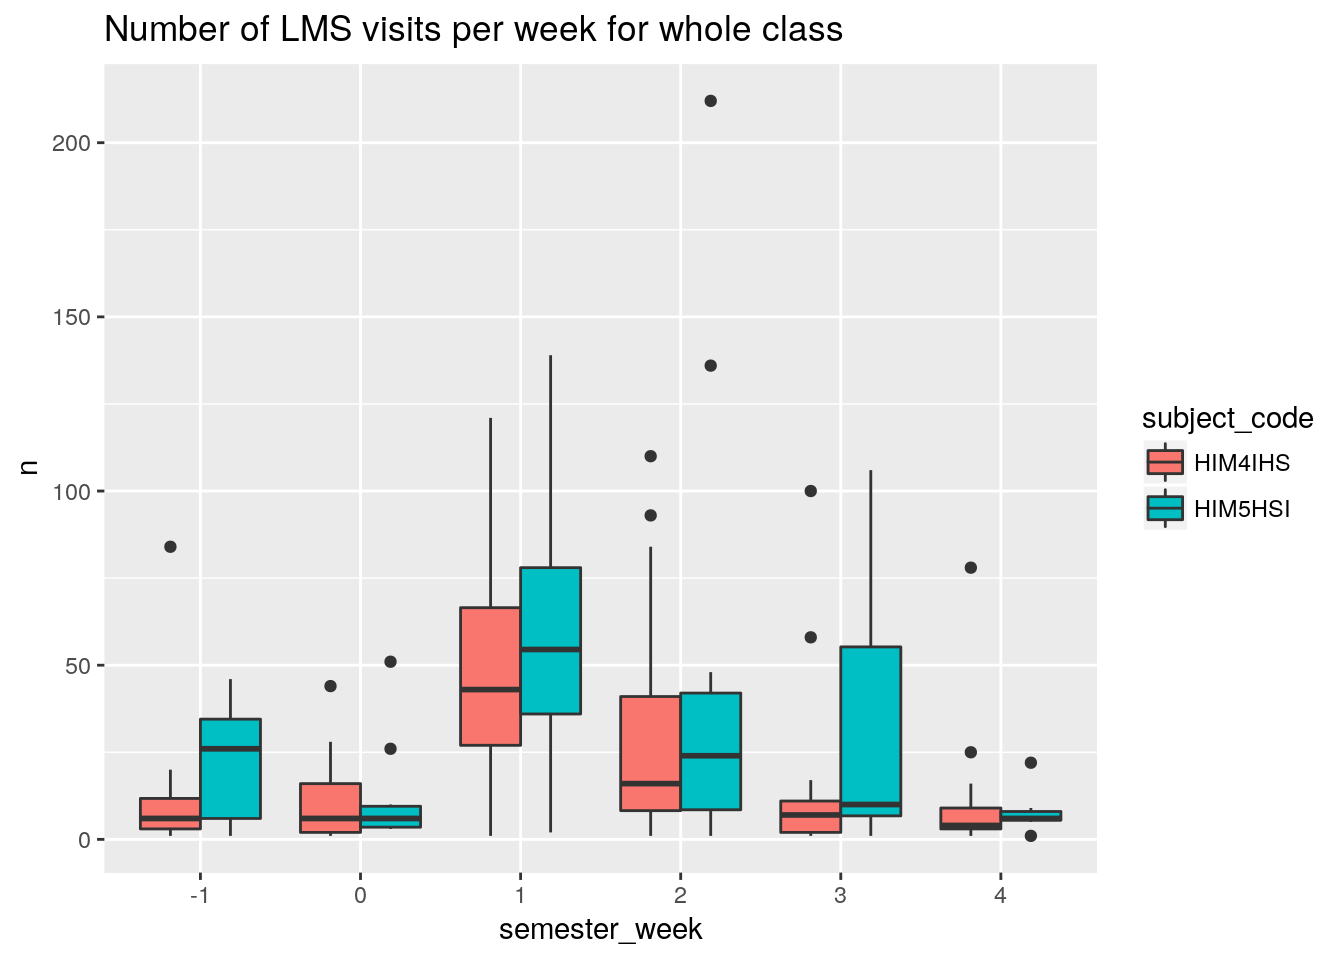 Number of LMS visits per week for whole class
200
150
100
50
0
n
-1 0 1 2 3 4
semester_week
subject_code
HIM4IHS
HIM5HSI